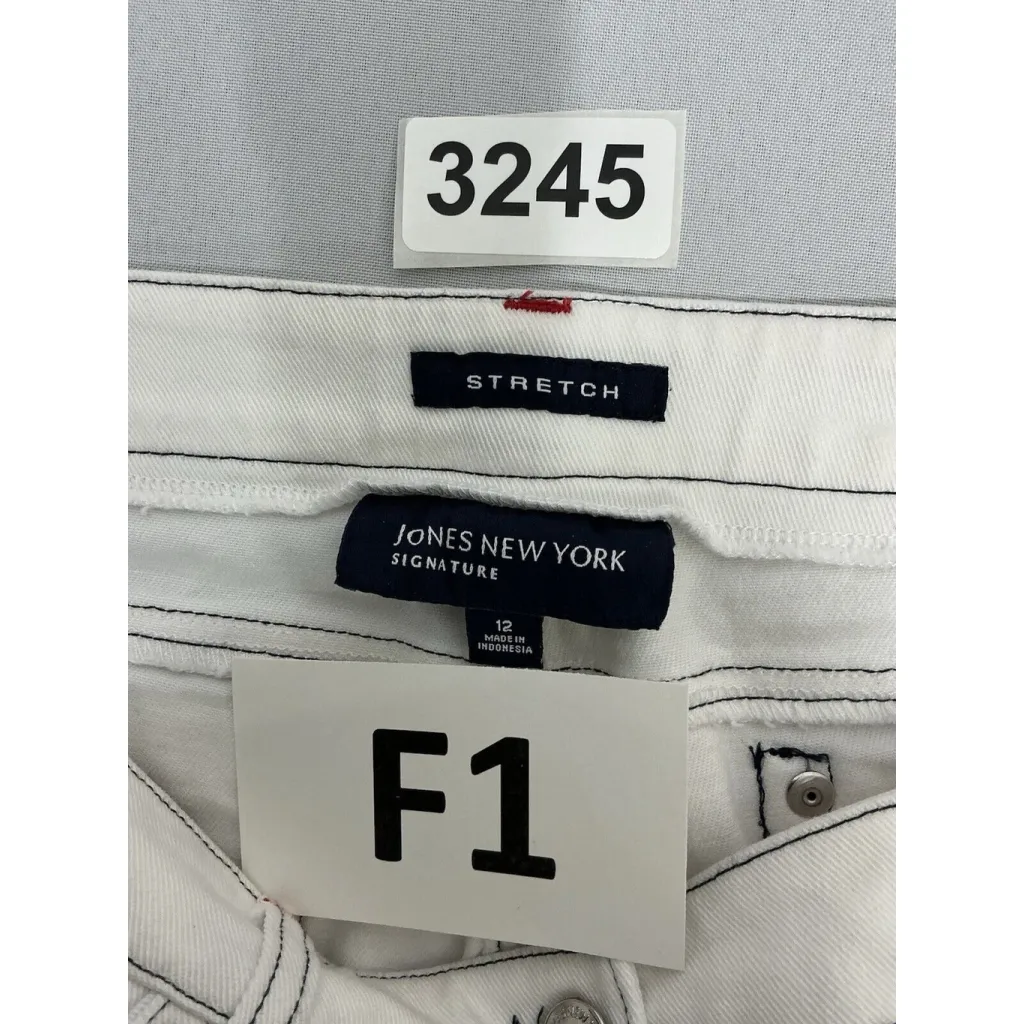 3245
STRETCH
JONES NEW YORK
SIGNATURE
12
MADE IN
INDONESIA
F1